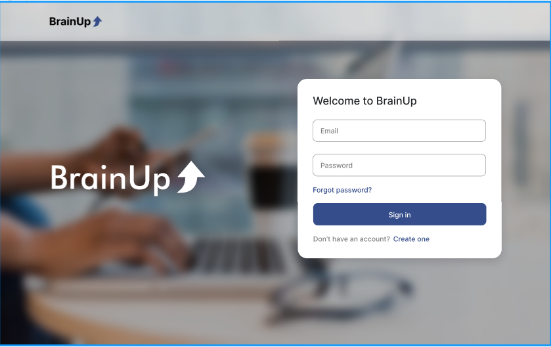 BrainUp
Welcome to BrainUp
Email
Password
BrainUp
Forgot password?
Sign in
Don't have an account? Create one